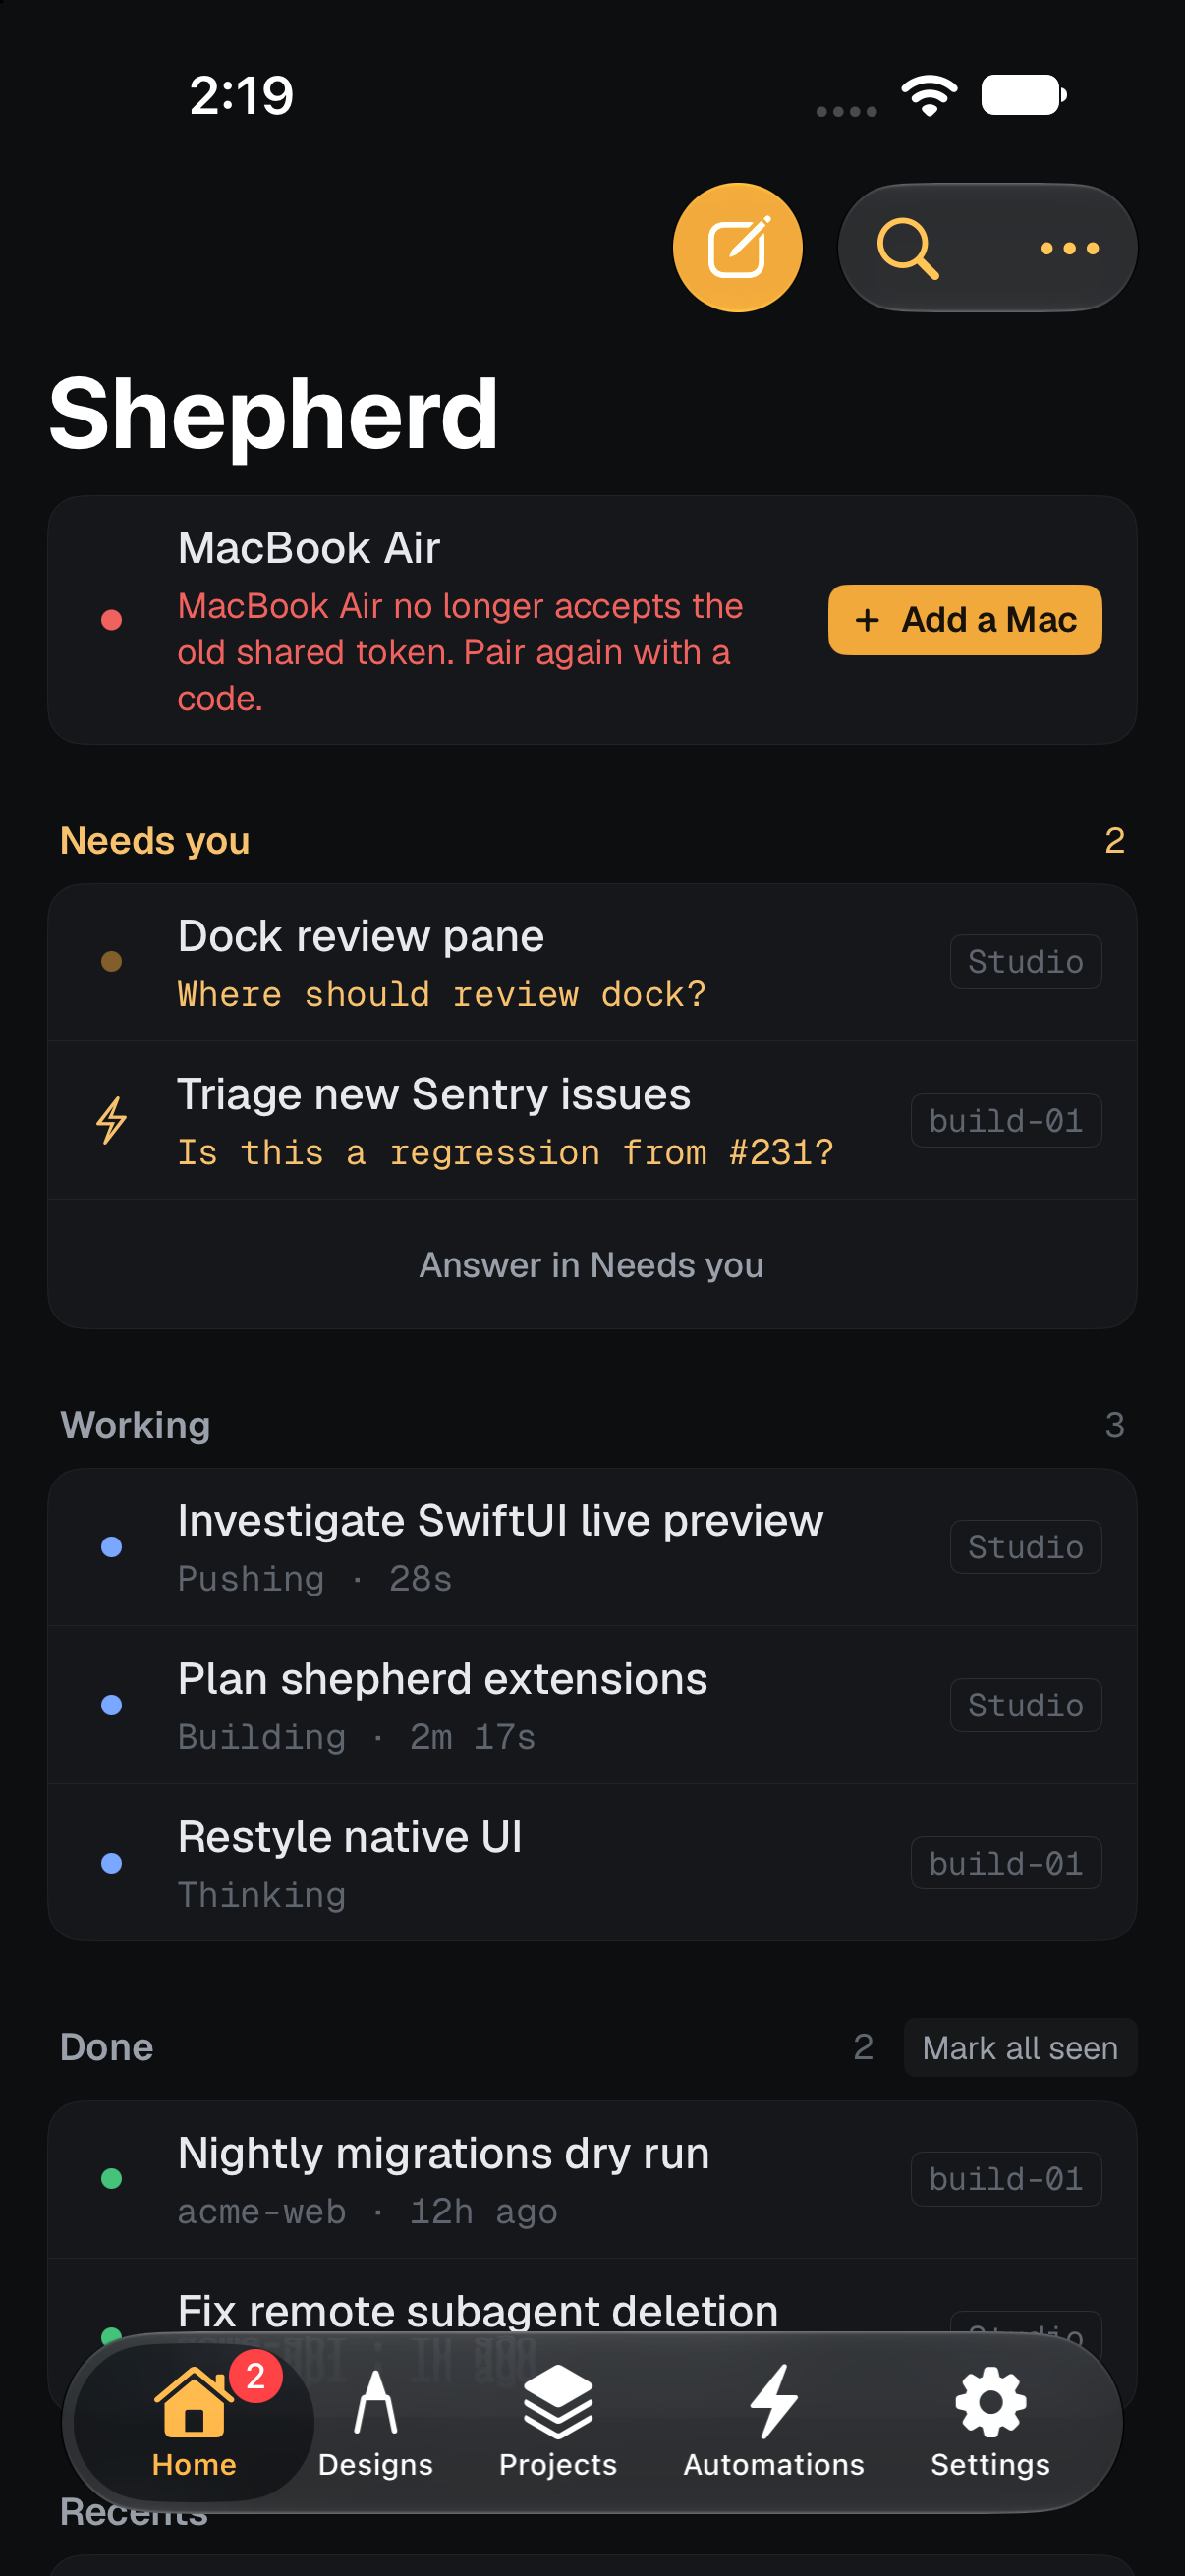 2:19
Shepherd
MacBook Air
MacBook Air no longer accepts the
old shared token. Pair again with a
code.
+ Add a Mac
Needs you 2
Dock review pane
Where should review dock?
Studio
Triage new Sentry issues
Is this a regression from #231?
build-01
Answer in Needs you
Working 3
Investigate SwiftUI live preview
Pushing · 28s
Studio
Plan shepherd extensions
Building · 2m 17s
Studio
Restyle native UI
Thinking
build-01
Done 2 Mark all seen
Nightly migrations dry run
acme-web · 12h ago
build-01
Fix remote subagent deletion
Studio
2
Home Designs Projects Automations Settings
Recents